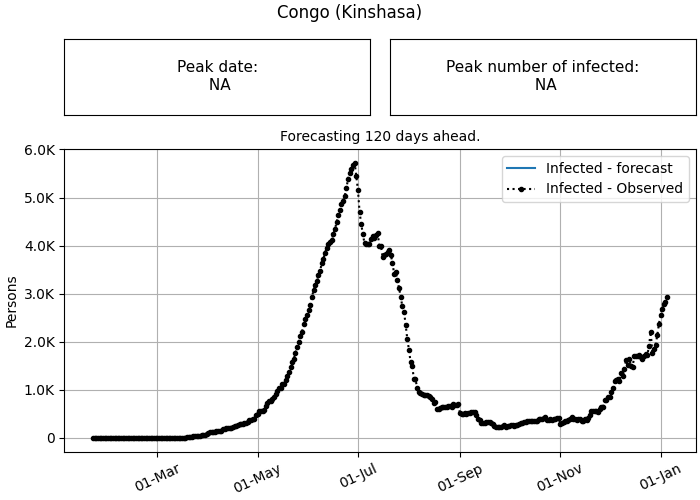 Congo (Kinshasa)
Peak date:
NA
Peak number of infected:
NA
Forecasting 120 days ahead.
6.0K
5.0K
4.0K
3.0K
2.0K
1.0K
0
Persons
Infected - forecast
Infected - Observed
01-Mar
01-May
01-Jul
01-Sep
01-Nov
01-Jan